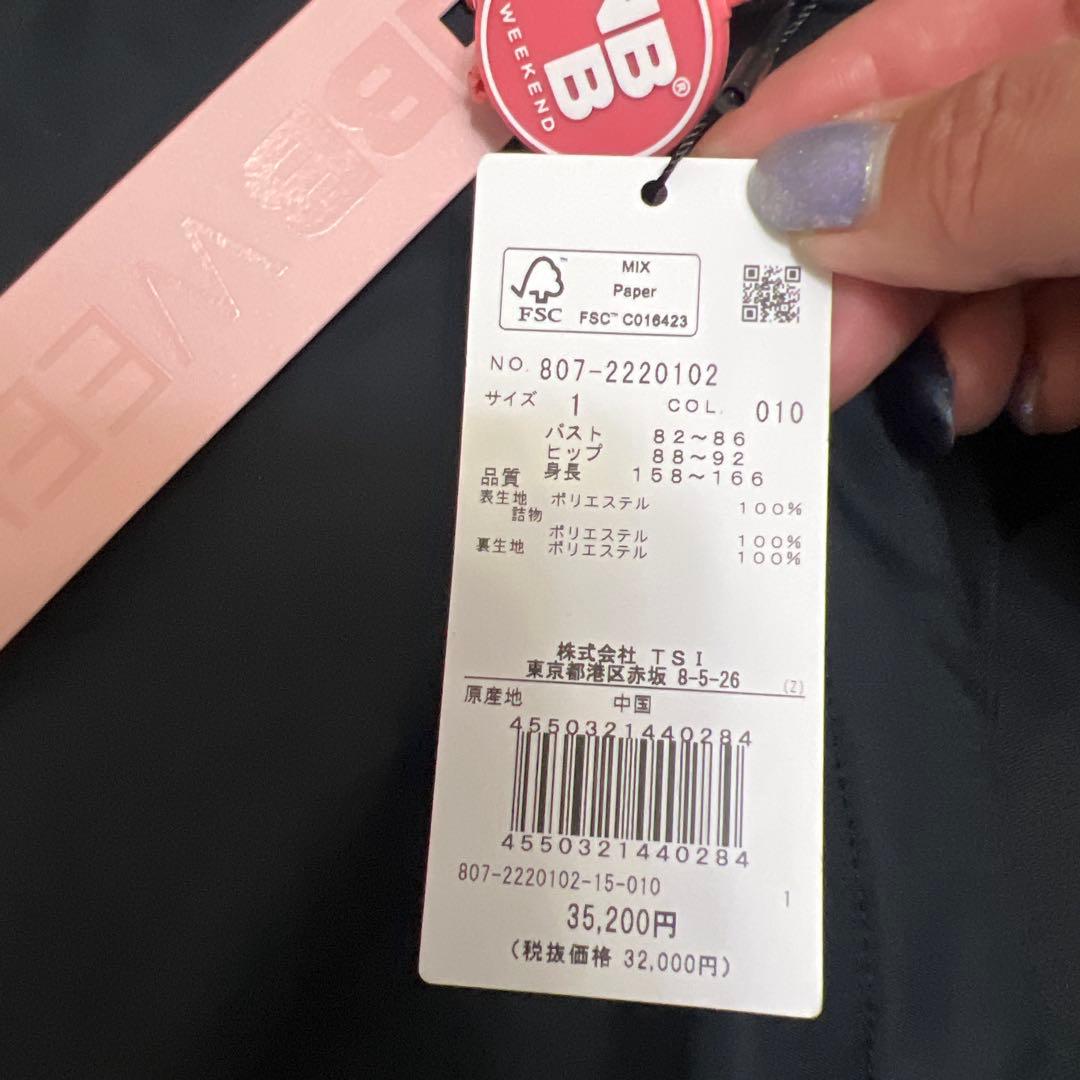 WEEKEND
NB
B
®
MIX
Paper
FSC™ C016423
FSC
NO. 807-2220102
サイズ 1 COL. 010
バスト 82～86
ヒップ 88～92
身長 158～166
品質
表生地 ポリエステル 100%
詰物
ポリエステル 100%
裏生地 ポリエステル 100%
株式会社 TSI
東京都港区赤坂 8-5-26 (Z)
原産地 中国
4550321440284
4550321440284
807-2220102-15-010 1
35,200円
(税抜価格 32,000円)